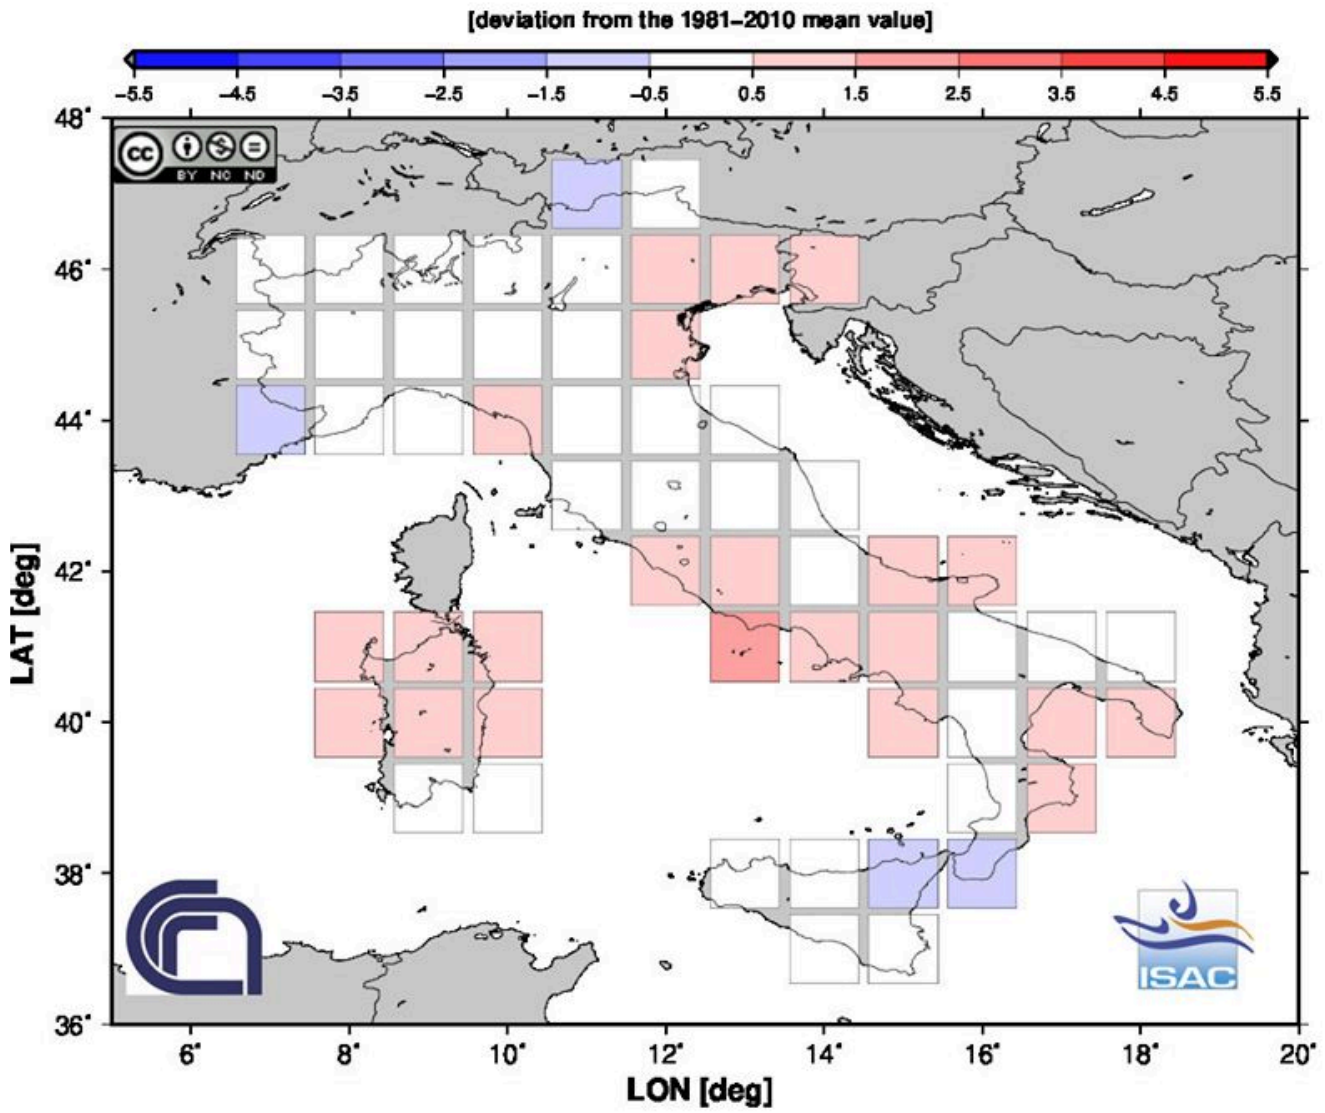 [deviation from the 1981–2010 mean value]
−5.5 −4.5 −3.5 −2.5 −1.5 −0.5 0.5 1.5 2.5 3.5 4.5 5.5
48°
cc
BY NC ND
46°
44°
42°
LAT [deg]
40°
38°
ISAC
36°
6° 8° 10° 12° 14° 16° 18° 20°
LON [deg]